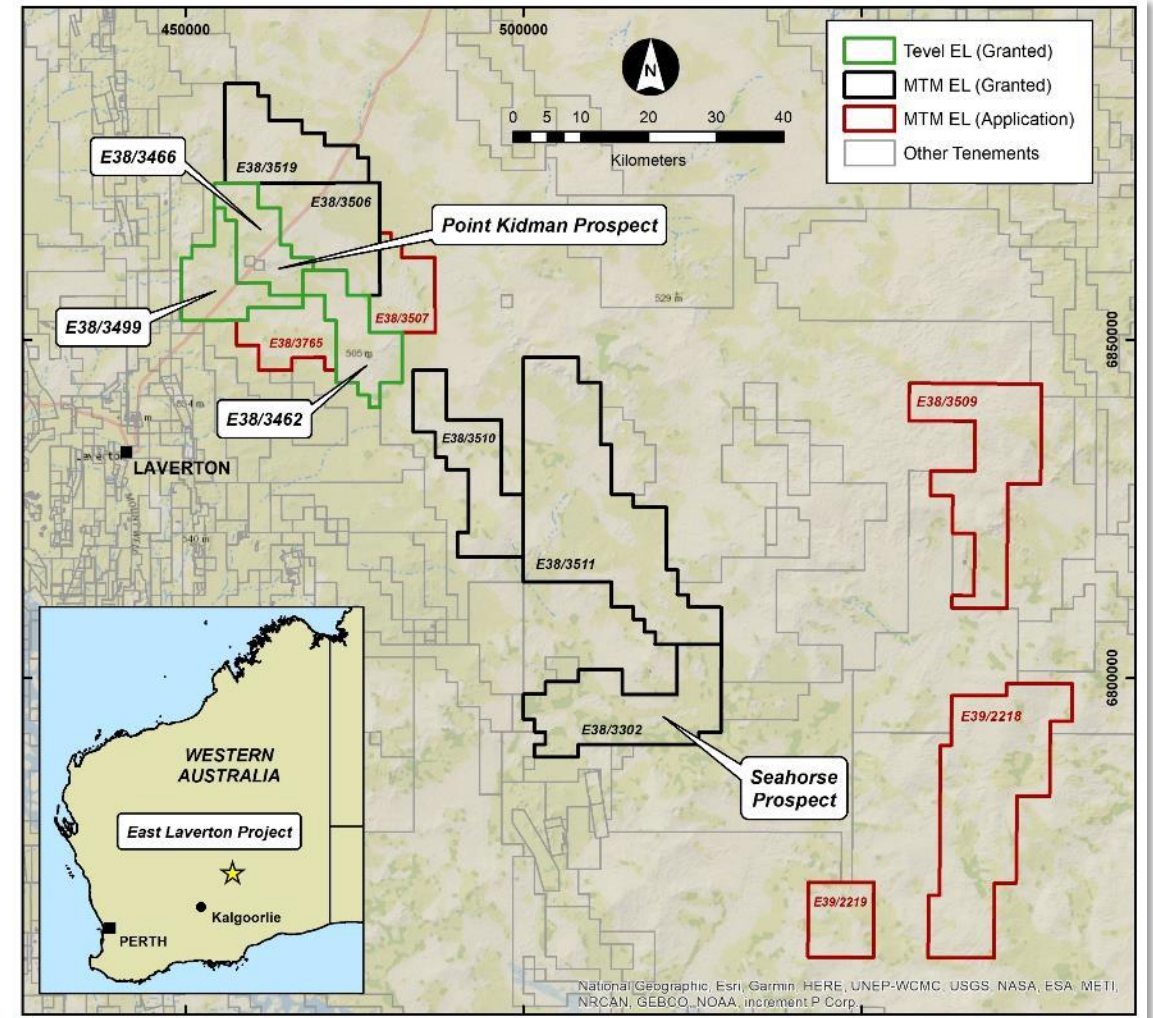 450000
500000
Tevel EL (Granted)
MTM EL (Granted)
MTM EL (Application)
Other Tenements
N
0 5 10 20 30 40
Kilometers
E38/3466
E38/3519
E38/3506
Point Kidman Prospect
529 m
E38/3499
E38/3507
E38/3765
505 m
6850000
E38/3462
E38/3509
E38/3510
LAVERTON
540 m
E38/3511
6800000
E39/2218
E38/3302
Seahorse
Prospect
WESTERN
AUSTRALIA
East Laverton Project
Kalgoorlie
PERTH
E39/2219
National Geographic, Esri, Garmin, HERE, UNEP-WCMC, USGS, NASA, ESA, METI,
NRCAN, GEBCO, NOAA, increment P Corp.